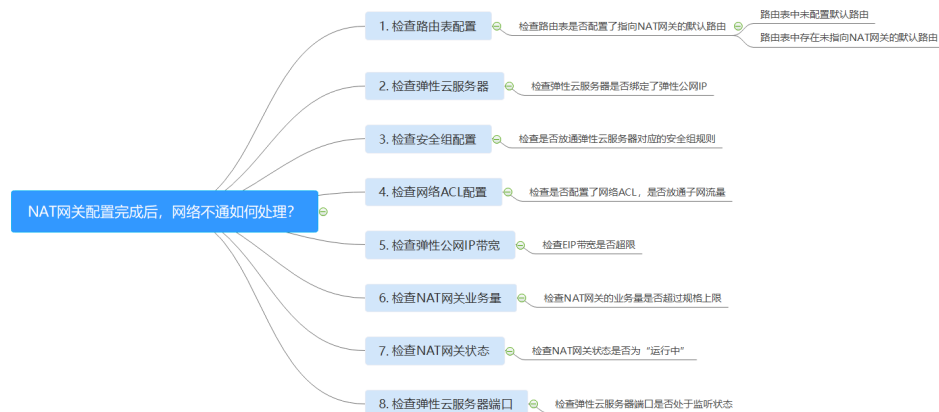 NAT网关配置完成后，网络不通如何处理？
1. 检查路由表配置
检查路由表是否配置了指向NAT网关的默认路由
路由表中未配置默认路由
路由表中存在未指向NAT网关的默认路由
2. 检查弹性云服务器
检查弹性云服务器是否绑定了弹性公网IP
3. 检查安全组配置
检查是否放通弹性云服务器对应的安全组规则
4. 检查网络ACL配置
检查是否配置了网络ACL，是否放通子网流量
5. 检查弹性公网IP带宽
检查EIP带宽是否超限
6. 检查NAT网关业务量
检查NAT网关的业务量是否超过规格上限
7. 检查NAT网关状态
检查NAT网关状态是否为“运行中”
8. 检查弹性云服务器端口
检查弹性云服务器端口是否处于监听状态